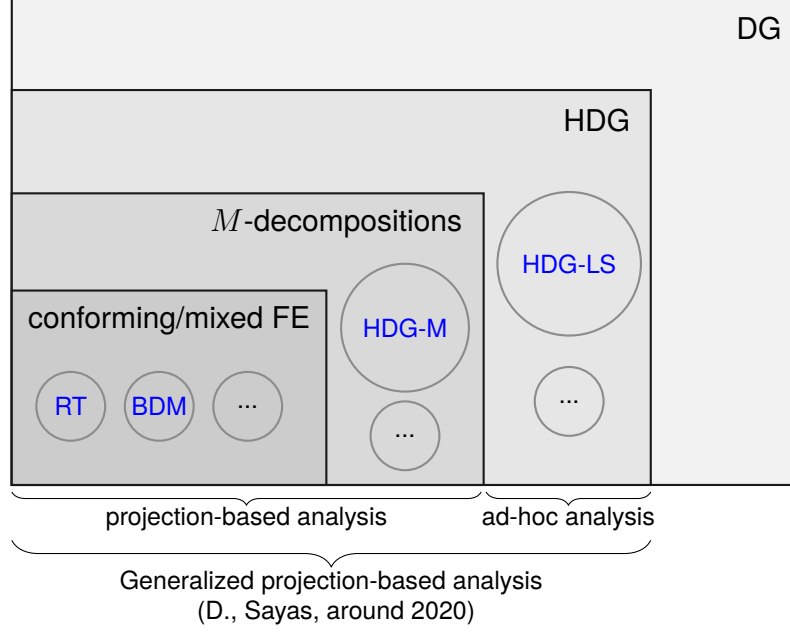 DG
HDG
M-decompositions
HDG-LS
conforming/mixed FE
HDG-M
RT BDM ... ... ...
projection-based analysis ad-hoc analysis
Generalized projection-based analysis
(D., Sayas, around 2020)